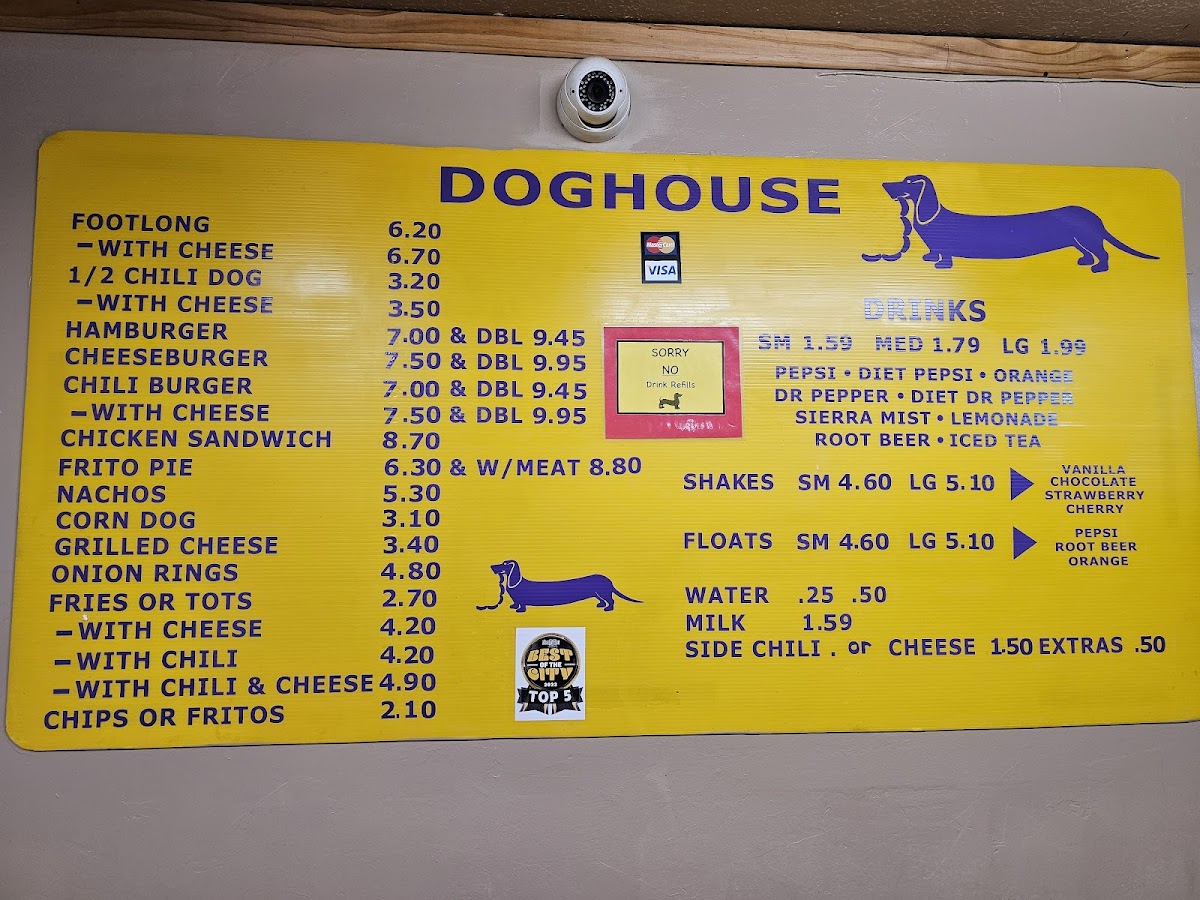 DOGHOUSE
FOOTLONG 6.20
-WITH CHEESE 6.70
1/2 CHILI DOG 3.20
-WITH CHEESE 3.50
HAMBURGER 7.00 & DBL 9.45
CHEESEBURGER 7.50 & DBL 9.95
CHILI BURGER 7.00 & DBL 9.45
-WITH CHEESE 7.50 & DBL 9.95
CHICKEN SANDWICH 8.70
FRITO PIE 6.30 & W/MEAT 8.80
NACHOS 5.30
CORN DOG 3.10
GRILLED CHEESE 3.40
ONION RINGS 4.80
FRIES OR TOTS 2.70
-WITH CHEESE 4.20
-WITH CHILI 4.20
-WITH CHILI & CHEESE 4.90
CHIPS OR FRITOS 2.10
MasterCard
VISA
SORRY
NO
Drink Refills
BEST
OF THE
CITY
2022
TOP 5
DRINKS
SM 1.59 MED 1.79 LG 1.99
PEPSI • DIET PEPSI • ORANGE
DR PEPPER • DIET DR PEPPER
SIERRA MIST • LEMONADE
ROOT BEER • ICED TEA
SHAKES SM 4.60 LG 5.10
VANILLA
CHOCOLATE
STRAWBERRY
CHERRY
FLOATS SM 4.60 LG 5.10
PEPSI
ROOT BEER
ORANGE
WATER .25 .50
MILK 1.59
SIDE CHILI . or CHEESE 1.50 EXTRAS .50